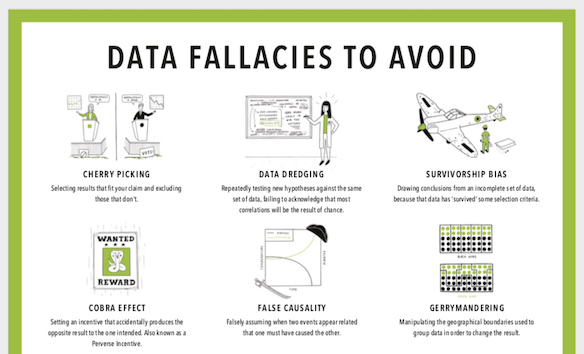 DATA FALLACIES TO AVOID
CHERRY PICKING
Selecting results that fit your claim and excluding
those that don't.
DATA DREDGING
Repeatedly testing new hypotheses against the same
set of data, failing to acknowledge that most
correlations will be the result of chance.
SURVIVORSHIP BIAS
Drawing conclusions from an incomplete set of data,
because that data has 'survived' some selection criteria.
VOTE
WANTED
REWARD
COBRA EFFECT
Setting an incentive that accidentally produces the
opposite result to the one intended. Also known as a
Perverse Incentive.
TIME
FALSE CAUSALITY
Falsely assuming when two events appear related
that one must have caused the other.
GERRYMANDERING
Manipulating the geographical boundaries used to
group data in order to change the result.